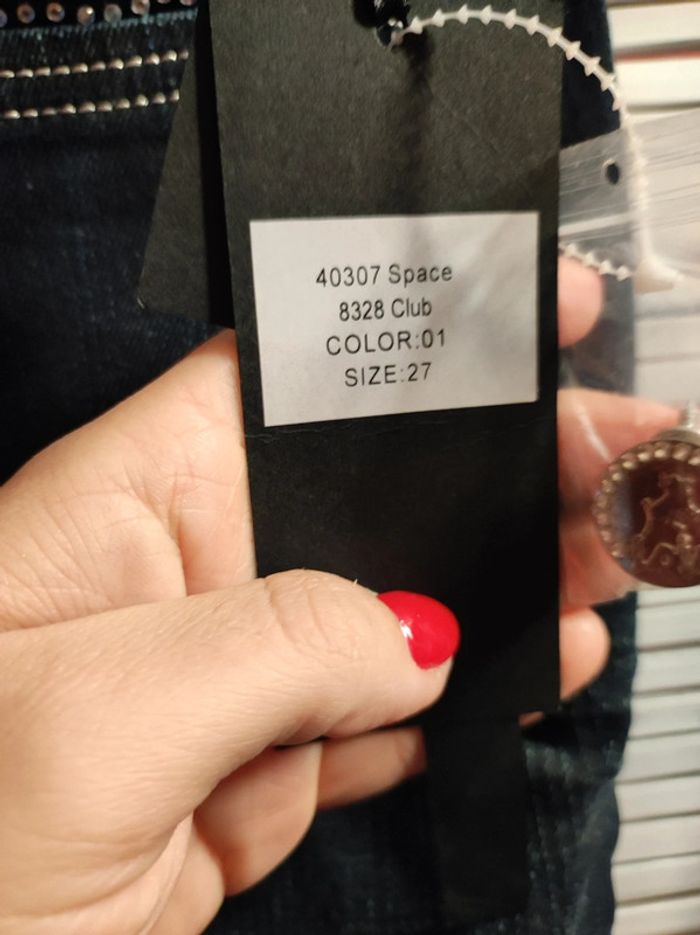 40307 Space
8328 Club
COLOR:01
SIZE:27